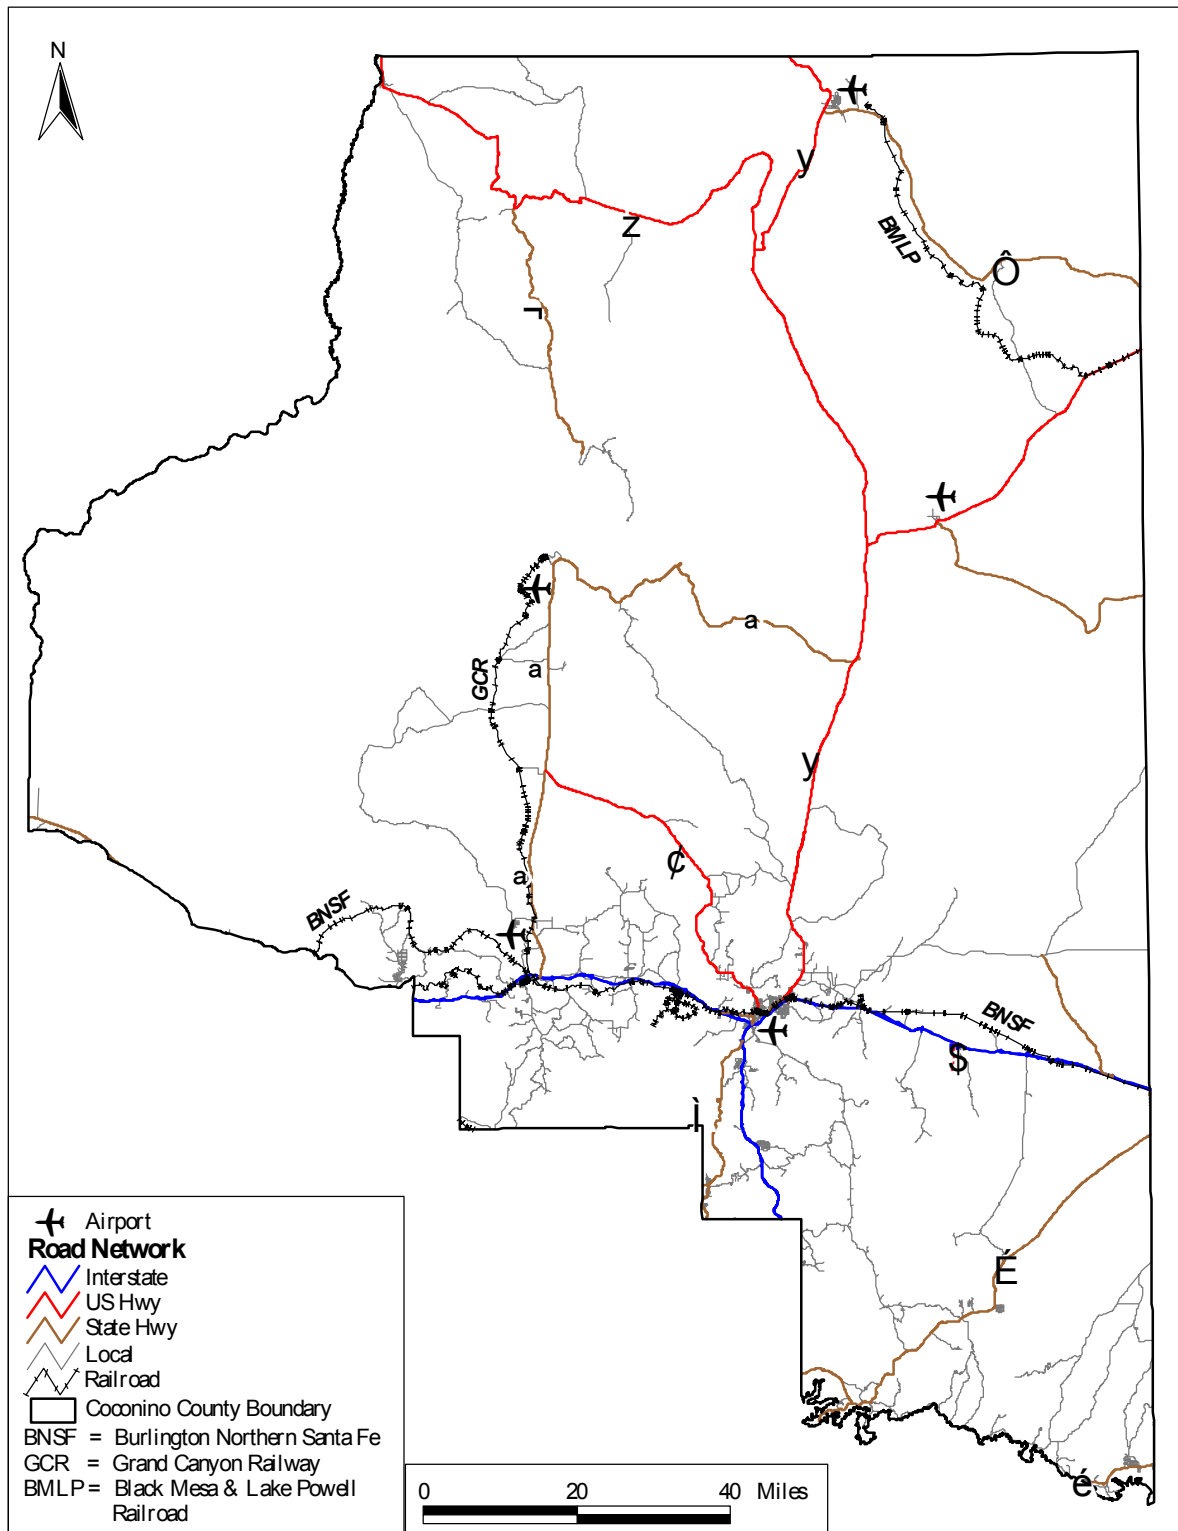 N
y
z
BMLP
Ô
¬
a
GCR
a
y
¢
a
BNSF
BNSF
$
Ì
É
é
Airport
Road Network
Interstate
US Hwy
State Hwy
Local
Railroad
Coconino County Boundary
BNSF = Burlington Northern Santa Fe
GCR = Grand Canyon Railway
BMLP = Black Mesa & Lake Powell
Railroad
0 20 40 Miles